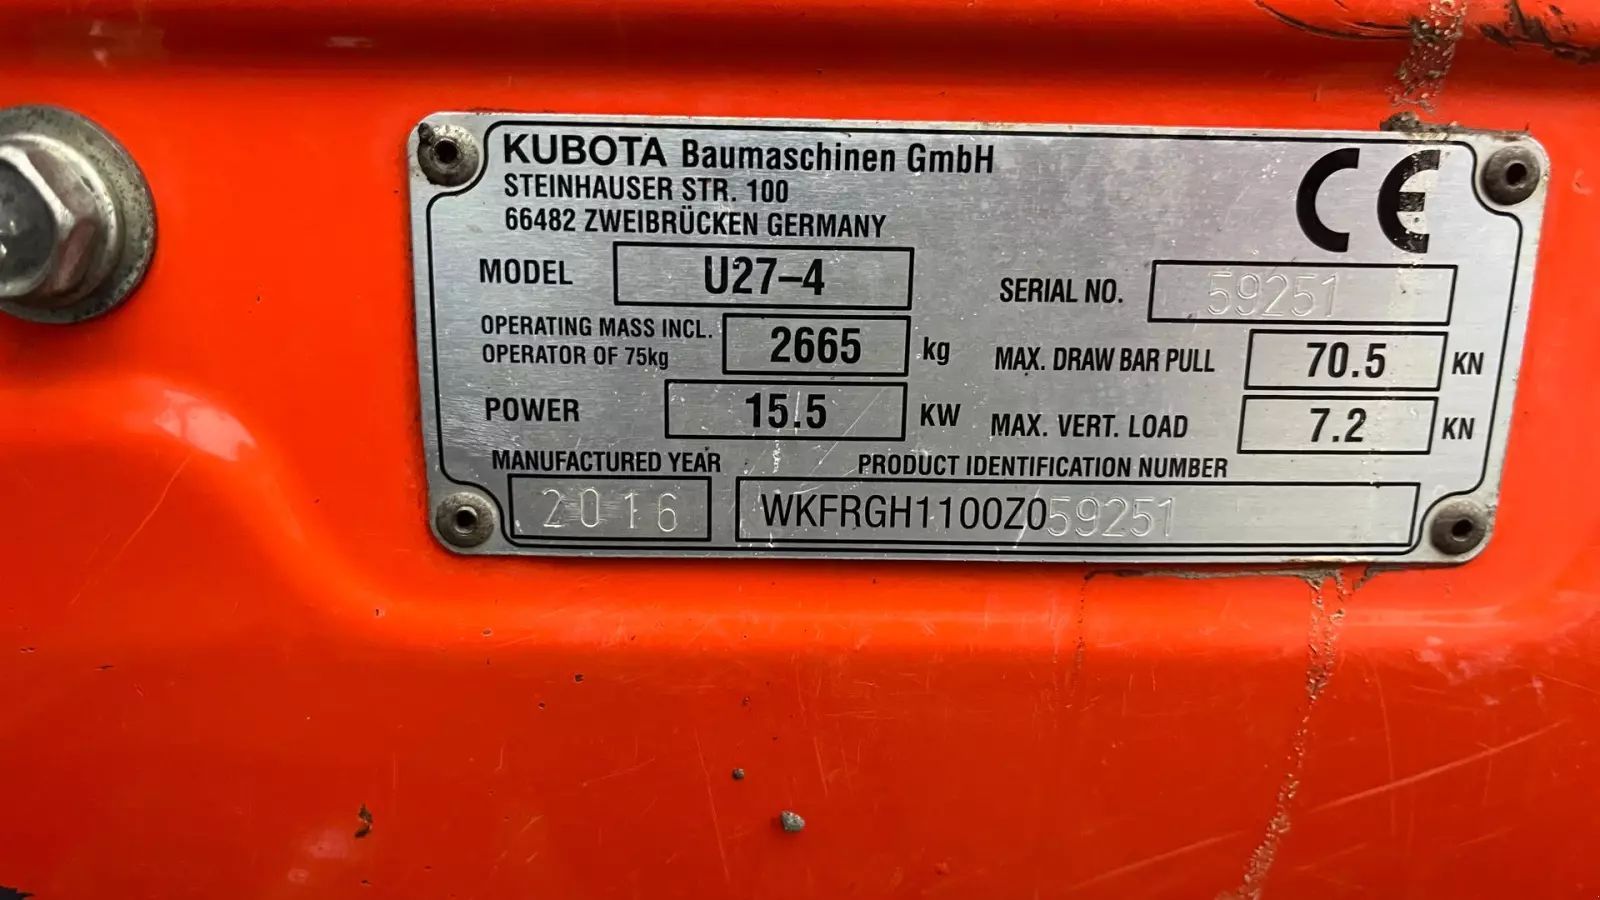 KUBOTA Baumaschinen GmbH
STEINHAUSER STR. 100
66482 ZWEIBRÜCKEN GERMANY
CE
MODEL U27-4
SERIAL NO. 59251
OPERATING MASS INCL.
OPERATOR OF 75kg 2665 kg
MAX. DRAW BAR PULL 70.5 KN
POWER 15.5 KW
MAX. VERT. LOAD 7.2 KN
MANUFACTURED YEAR
2016
PRODUCT IDENTIFICATION NUMBER
WKFRGH1100Z059251